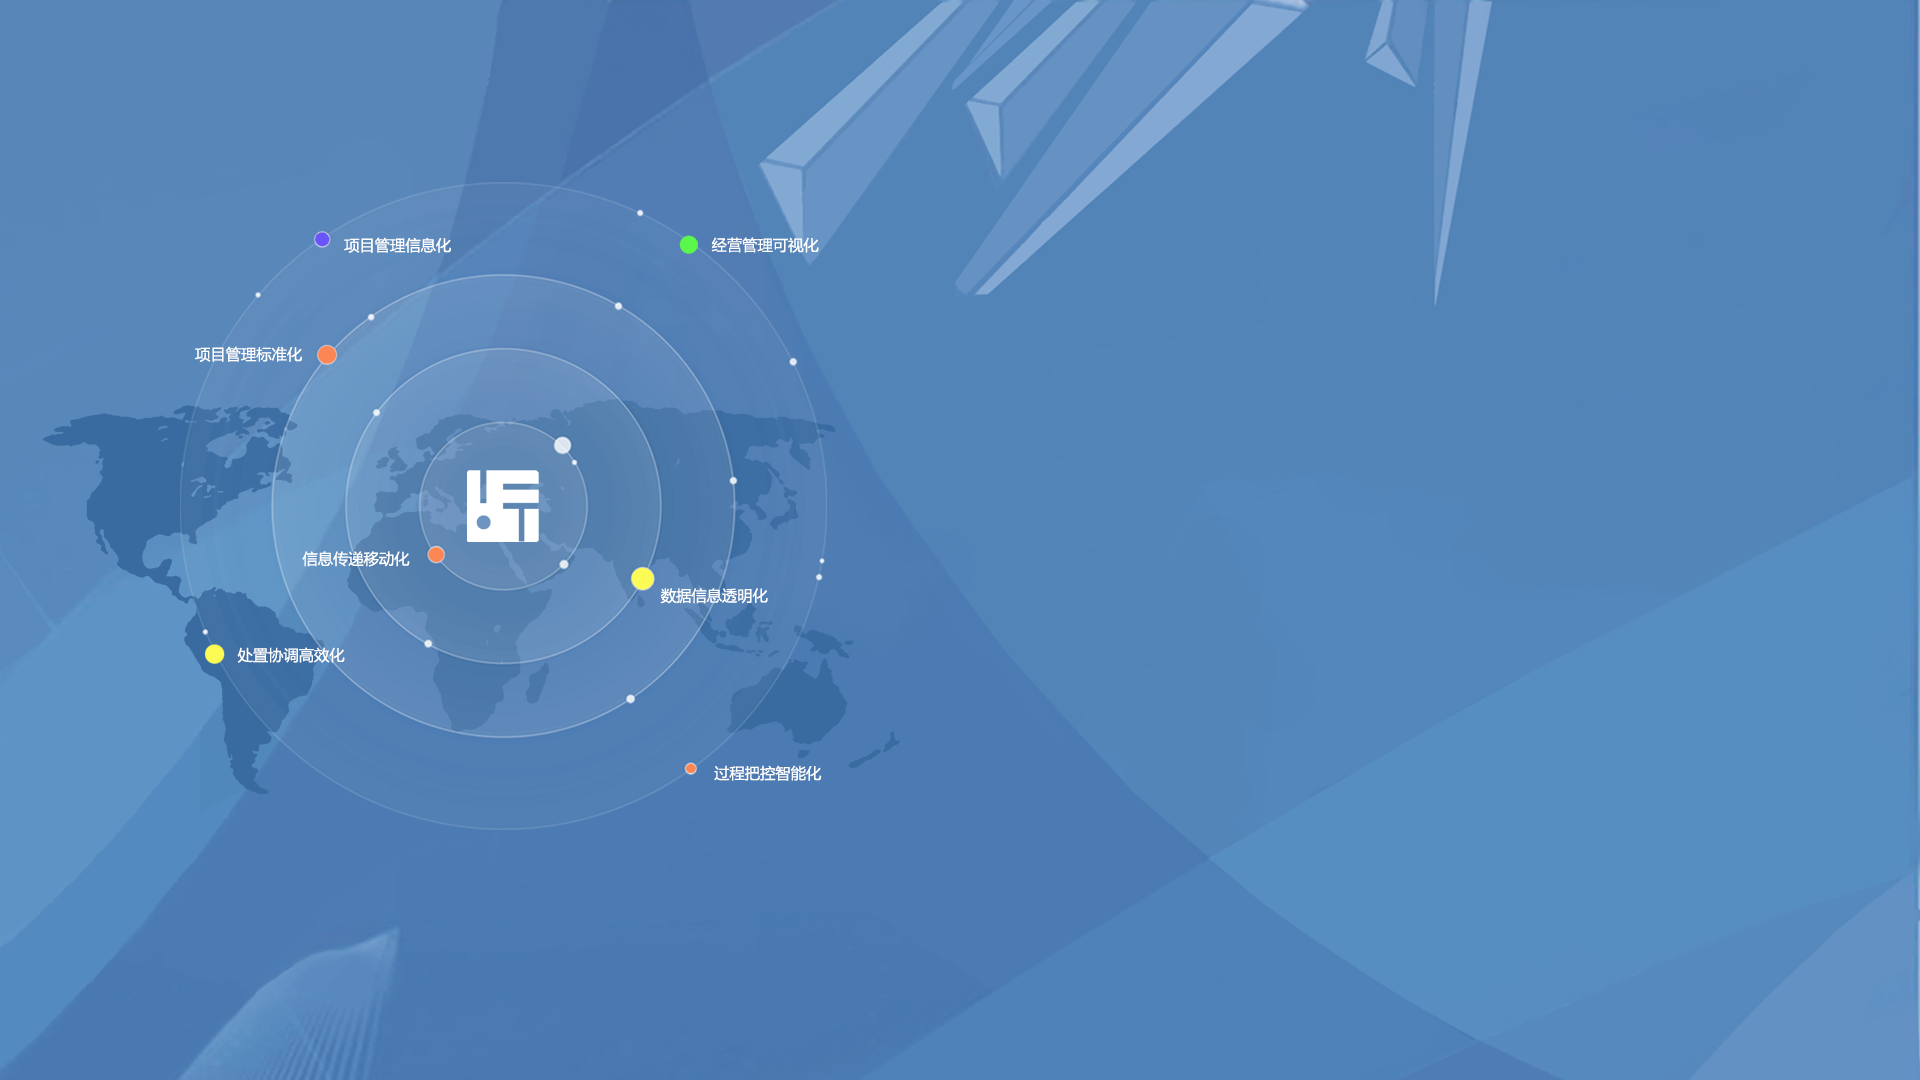 项目管理信息化
经营管理可视化
项目管理标准化
信息传递移动化
数据信息透明化
处置协调高效化
过程把控智能化